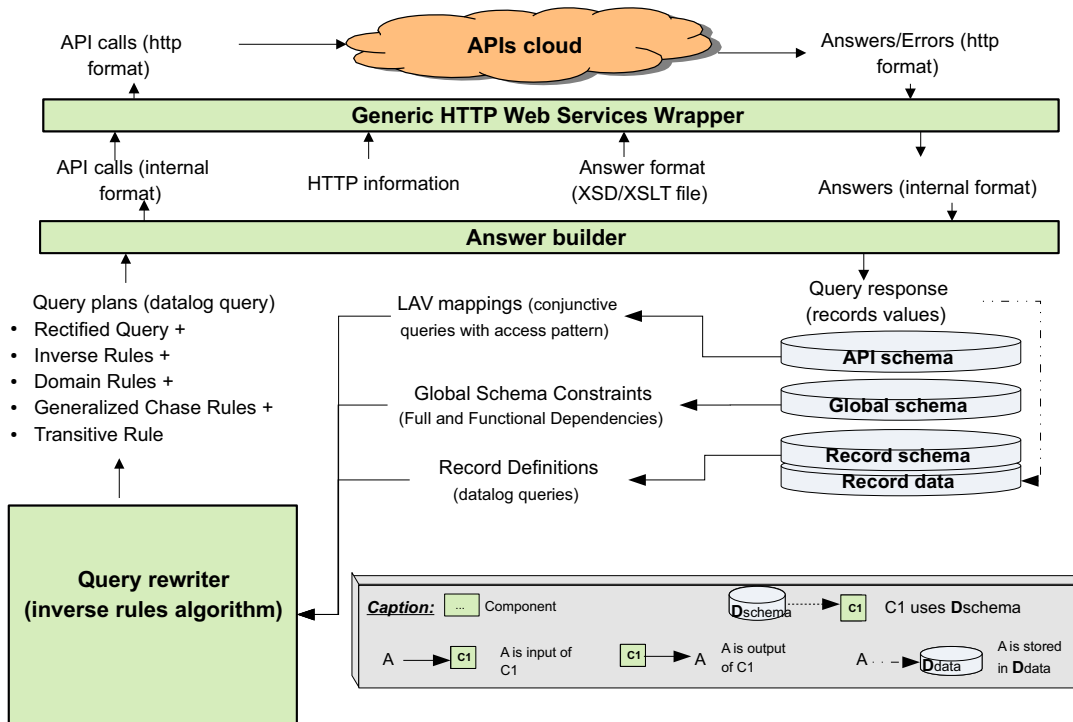 API calls (http
format)
APIs cloud
Answers/Errors (http
format)
Generic HTTP Web Services Wrapper
API calls (internal
format)
HTTP information
Answer format
(XSD/XSLT file)
Answers (internal format)
Answer builder
Query plans (datalog query)
• Rectified Query +
• Inverse Rules +
• Domain Rules +
• Generalized Chase Rules +
• Transitive Rule
LAV mappings (conjunctive
queries with access pattern)
Query response
(records values)
API schema
Global Schema Constraints
(Full and Functional Dependencies)
Global schema
Record Definitions
(datalog queries)
Record schema
Record data
Query rewriter
(inverse rules algorithm)
Caption:
...
Component
Dschema
C1
C1 uses Dschema
A
C1
A is input of
C1
C1
A
A is output
of C1
A
Ddata
A is stored
in Ddata